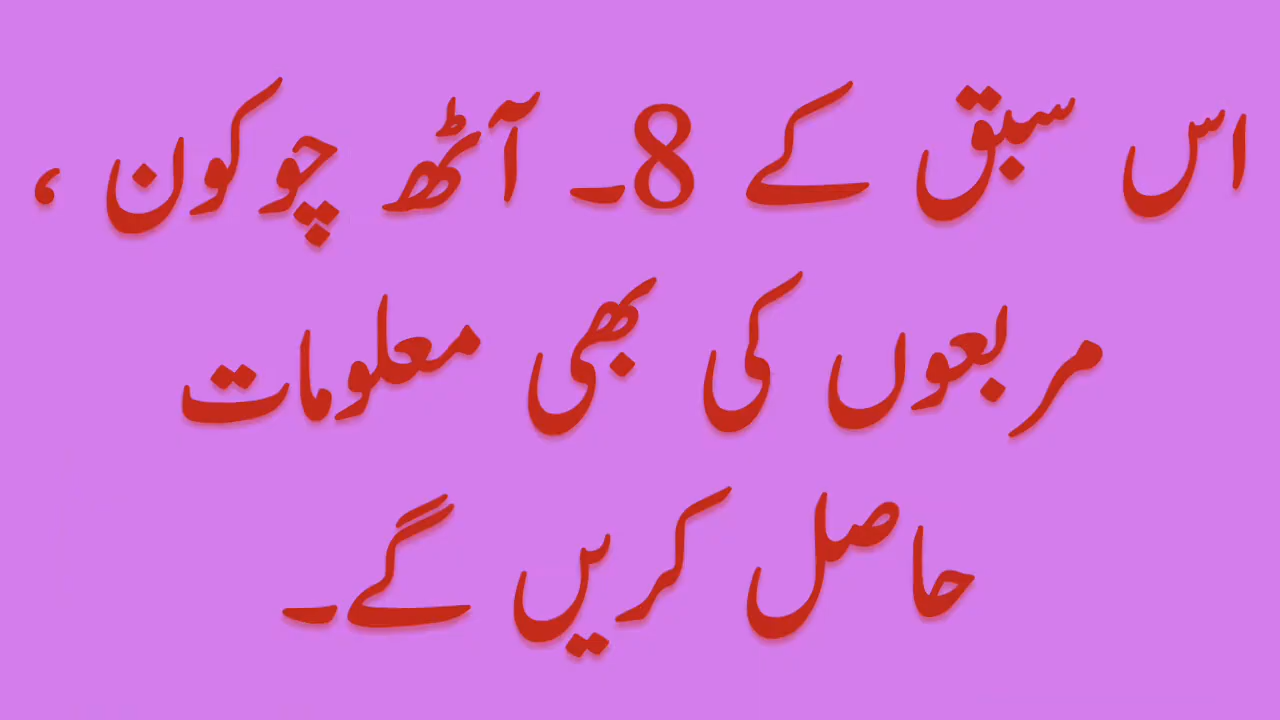 اس سبق کے 8۔ آٹھ چوکون ،
مربعوں کی بھی معلومات
حاصل کریں گے۔